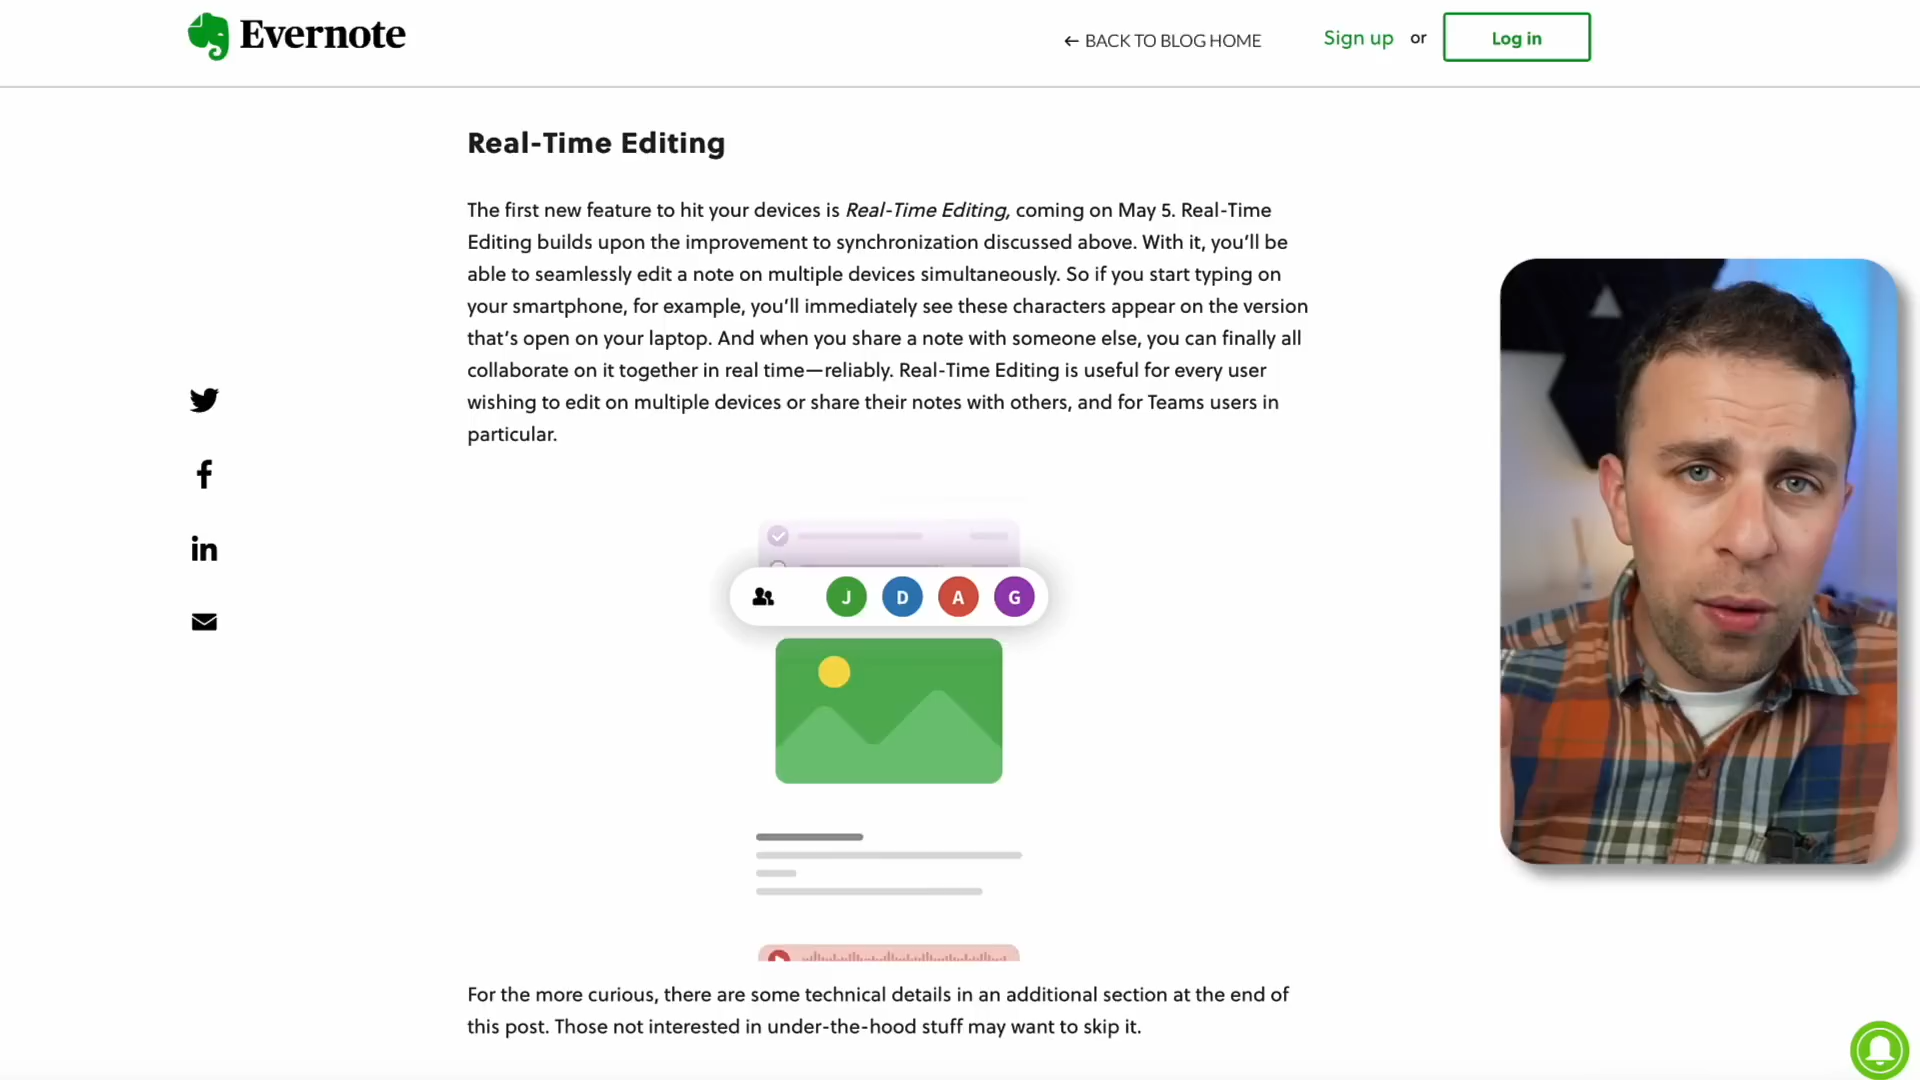 Evernote
← BACK TO BLOG HOME
Sign up or Log in
Real-Time Editing
The first new feature to hit your devices is Real-Time Editing, coming on May 5. Real-Time
Editing builds upon the improvement to synchronization discussed above. With it, you’ll be
able to seamlessly edit a note on multiple devices simultaneously. So if you start typing on
your smartphone, for example, you’ll immediately see these characters appear on the version
that’s open on your laptop. And when you share a note with someone else, you can finally all
collaborate on it together in real time—reliably. Real-Time Editing is useful for every user
wishing to edit on multiple devices or share their notes with others, and for Teams users in
particular.
J D A G
For the more curious, there are some technical details in an additional section at the end of
this post. Those not interested in under-the-hood stuff may want to skip it.